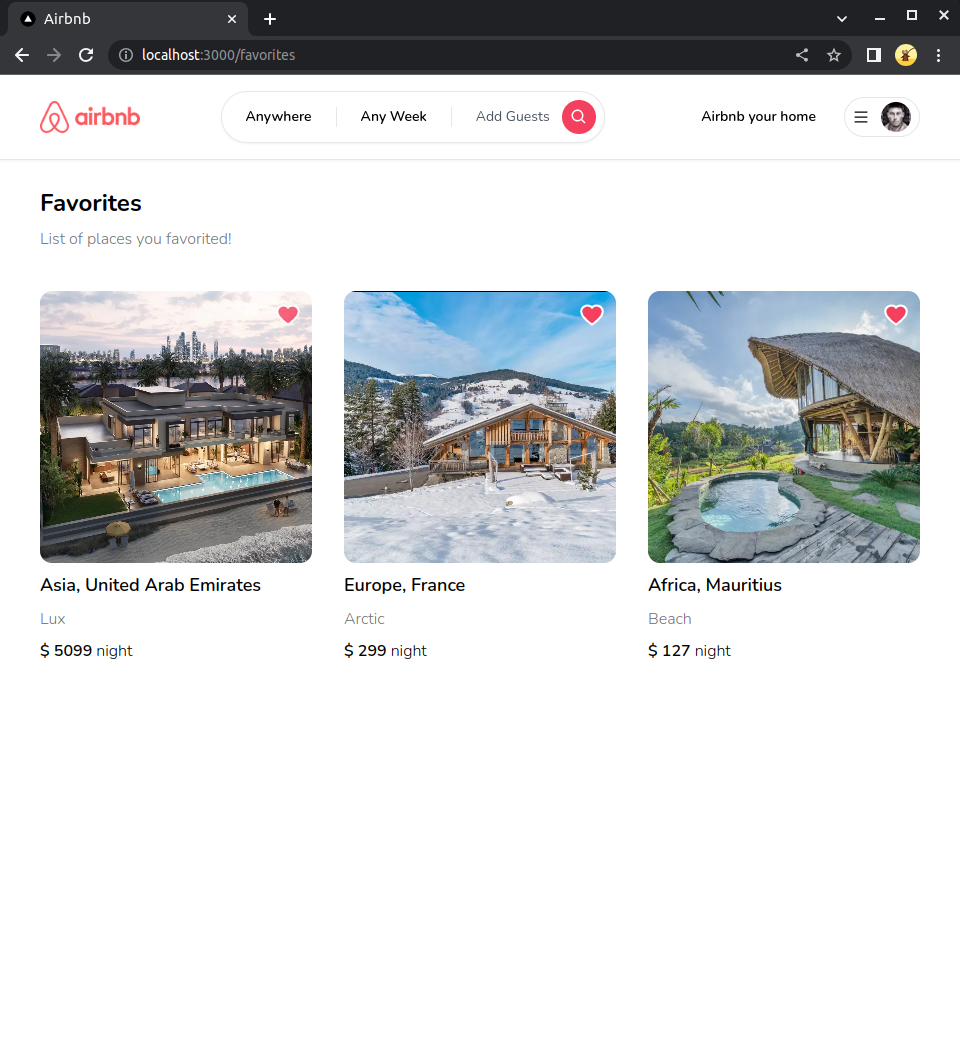 Airbnb
localhost:3000/favorites
airbnb
Anywhere
Any Week
Add Guests
Airbnb your home
Favorites
List of places you favorited!
Asia, United Arab Emirates
Lux
$ 5099 night
Europe, France
Arctic
$ 299 night
Africa, Mauritius
Beach
$ 127 night